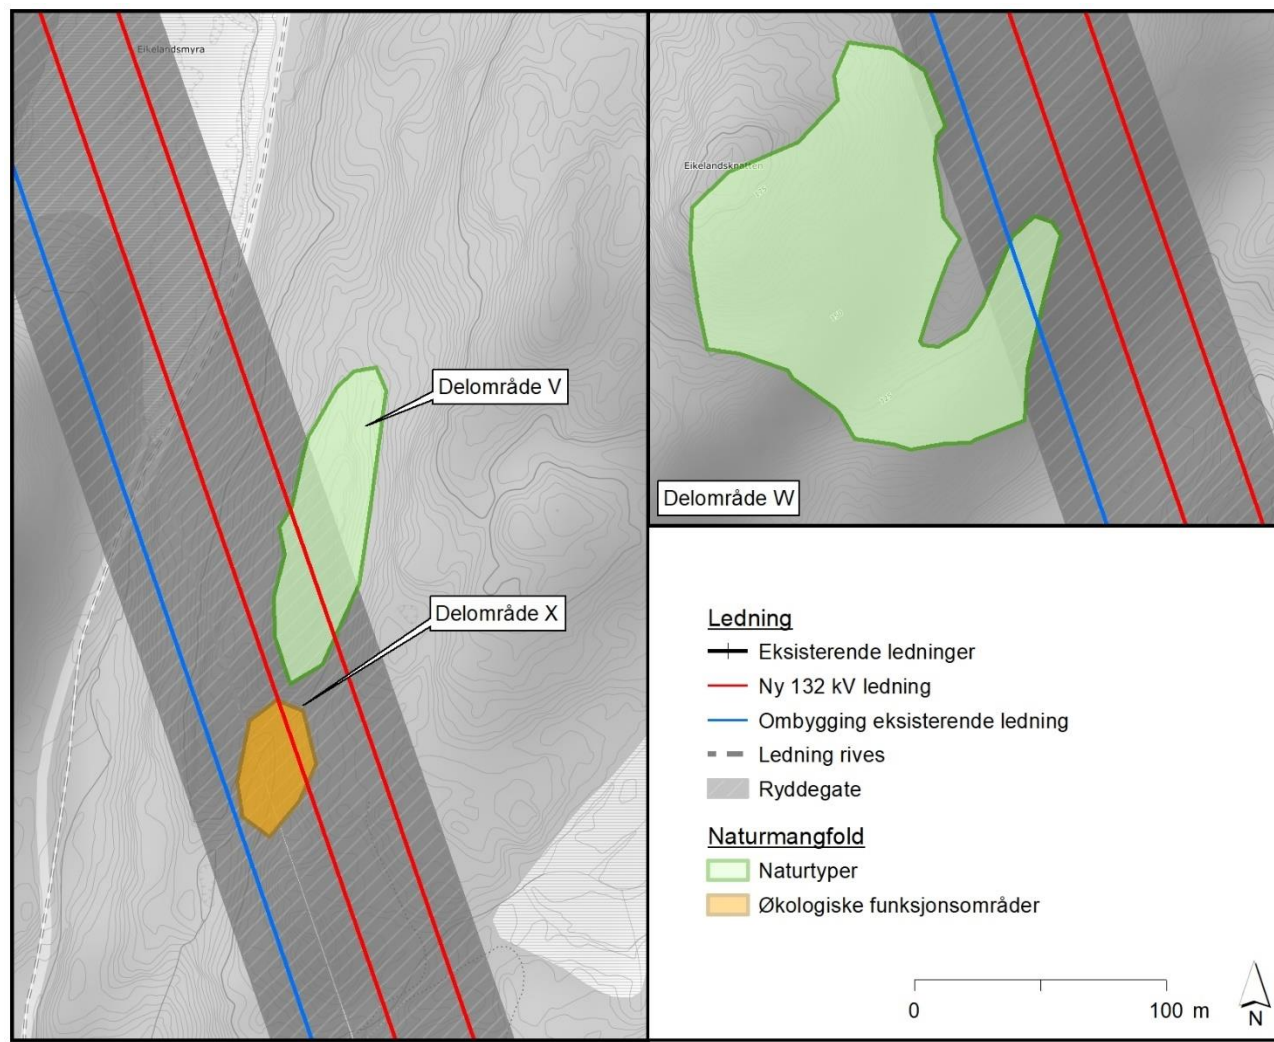 Eikelandsmyra
Delområde V
Delområde X
Eikelandsknatten
Delområde W
Ledning
Eksisterende ledninger
Ny 132 kV ledning
Ombygging eksisterende ledning
Ledning rives
Ryddegate
Naturmangfold
Naturtyper
Økologiske funksjonsområder
0 100 m
N